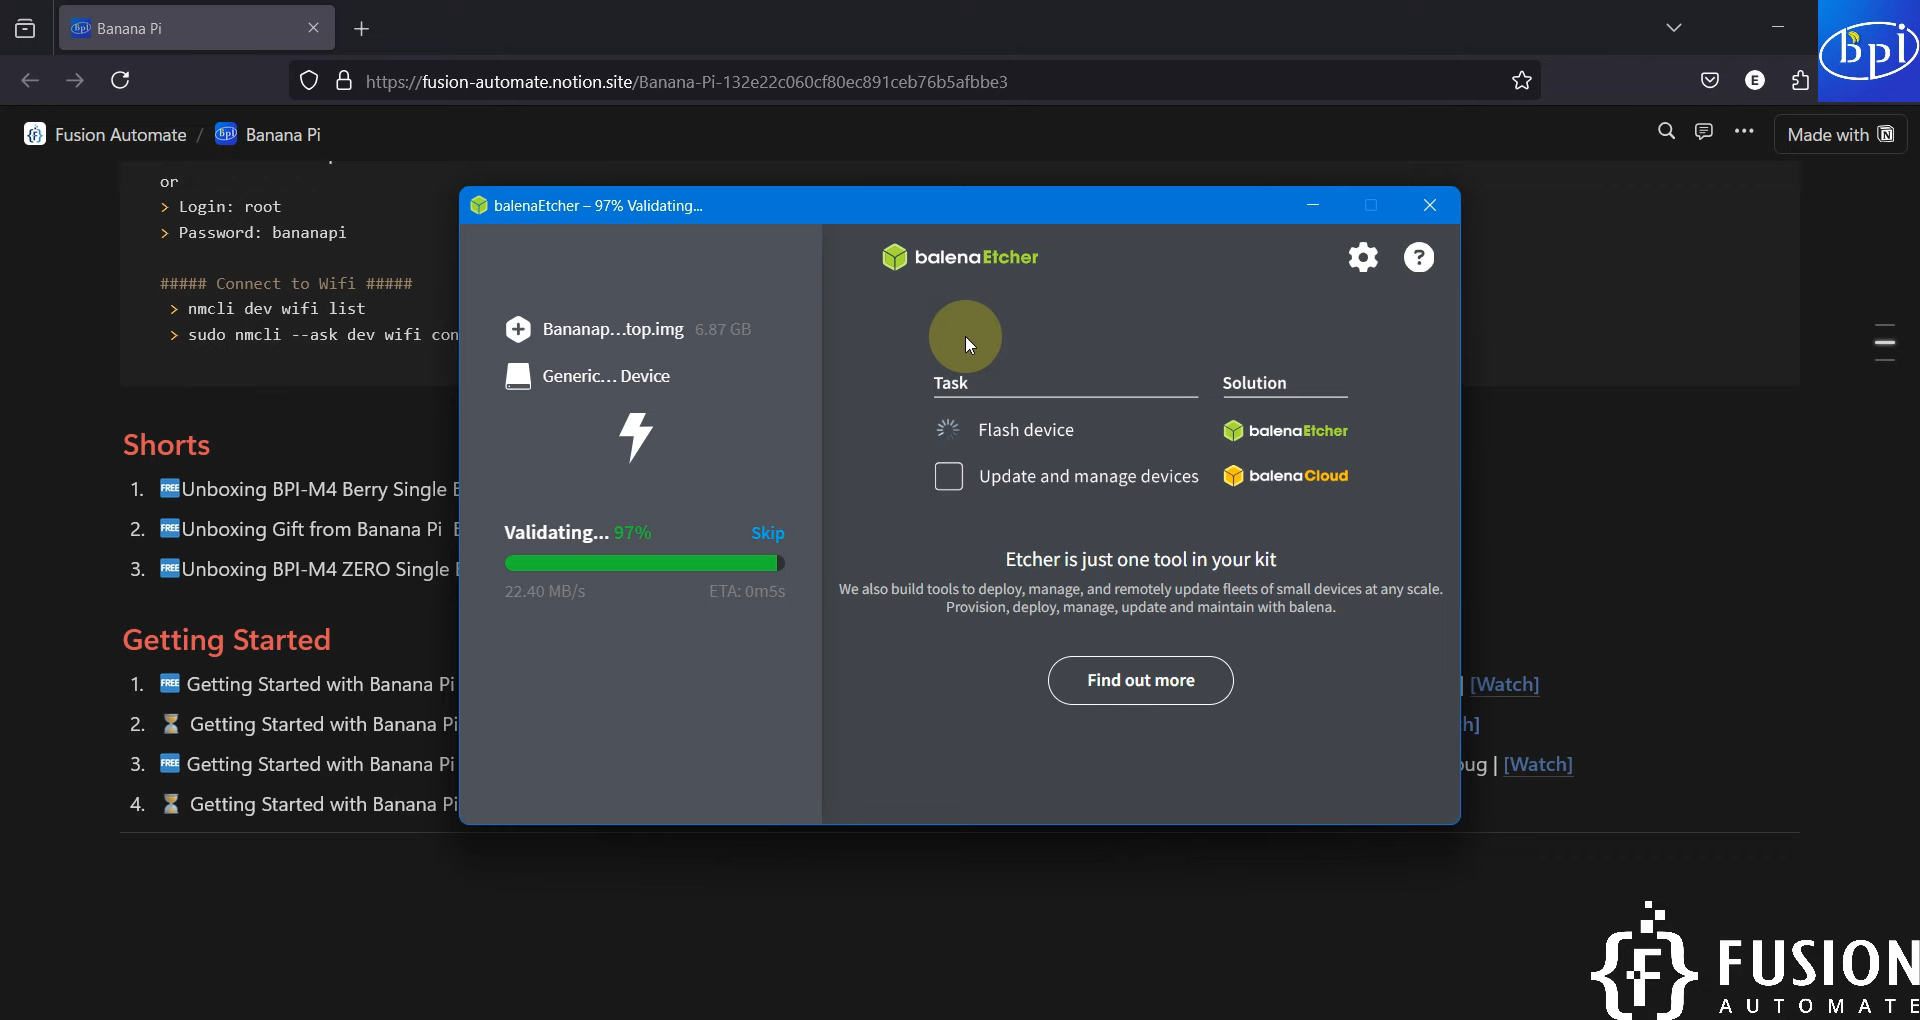 Banana Pi
bpi
https://fusion-automate.notion.site/Banana-Pi-132e22c060cf80ec891ceb76b5afbbe3
E
Fusion Automate / bpi Banana Pi
Made with
or
> Login: root
> Password: bananapi
##### Connect to Wifi #####
> nmcli dev wifi list
> sudo nmcli --ask dev wifi con
balenaEtcher – 97% Validating...
balenaEtcher
?
Bananap...top.img 6.87 GB
Generic... Device
Task Solution
Flash device balenaEtcher
Update and manage devices balenaCloud
Validating... 97% Skip
22.40 MB/s ETA: 0m5s
Etcher is just one tool in your kit
We also build tools to deploy, manage, and remotely update fleets of small devices at any scale.
Provision, deploy, manage, update and maintain with balena.
Find out more
Shorts
1. FREE Unboxing BPI-M4 Berry Single
2. FREE Unboxing Gift from Banana Pi
3. FREE Unboxing BPI-M4 ZERO Single
Getting Started
1. FREE Getting Started with Banana Pi | [Watch]
2. Getting Started with Banana Pi h]
3. FREE Getting Started with Banana Pi ug | [Watch]
4. Getting Started with Banana Pi
FUSION
AUTOMATE